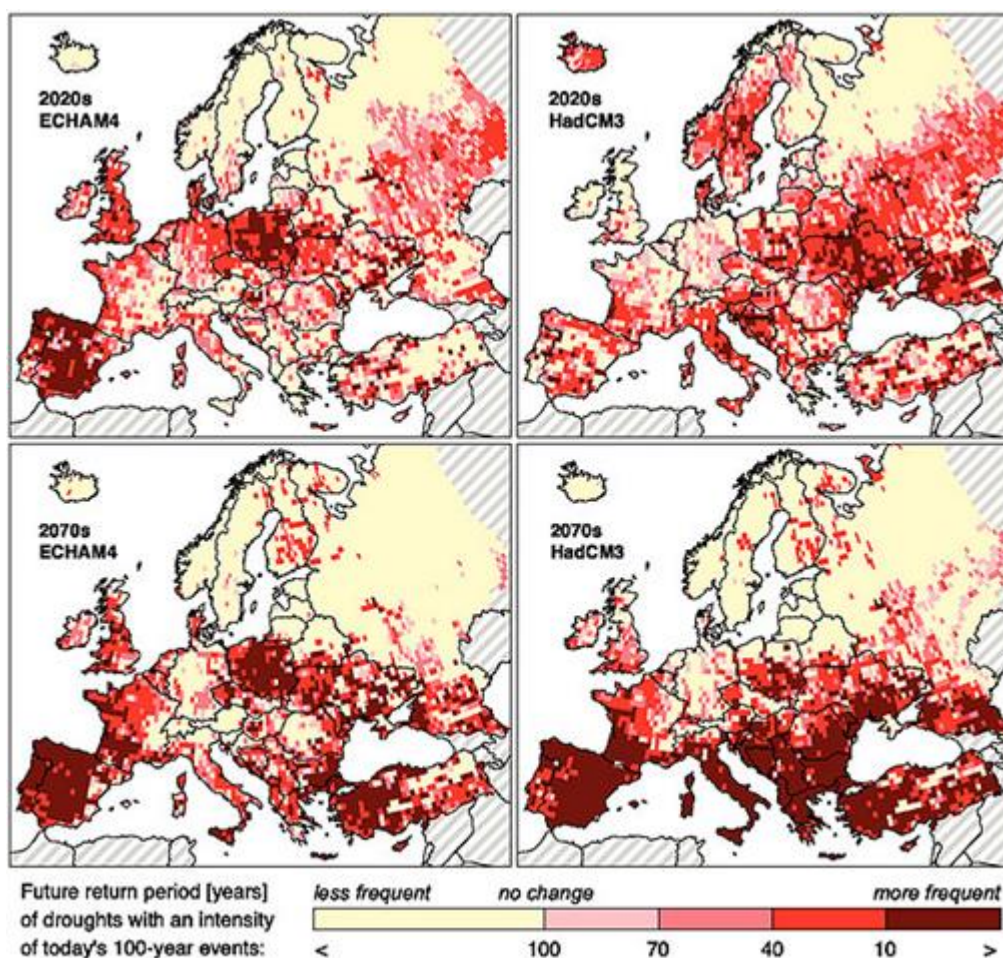 2020s
ECHAM4
2020s
HadCM3
2070s
ECHAM4
2070s
HadCM3
Future return period [years]
of droughts with an intensity
of today's 100-year events:
less frequent no change more frequent
< 100 70 40 10 >